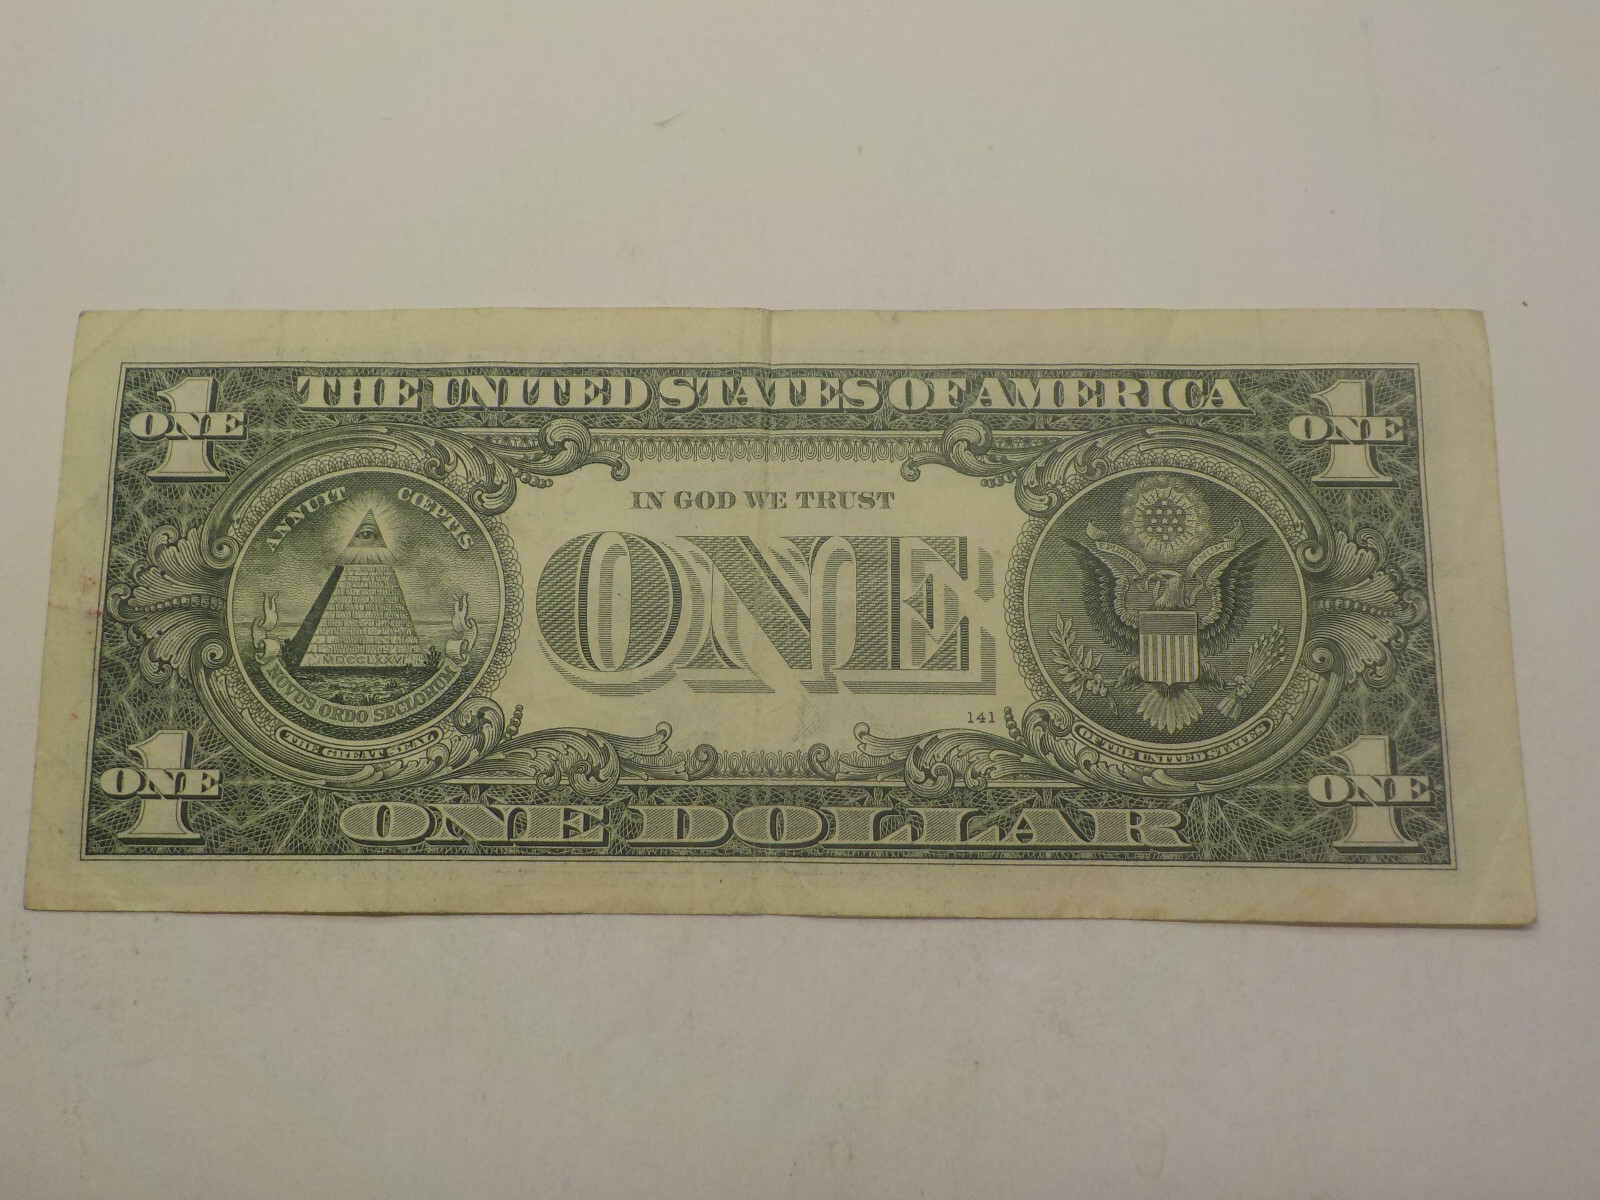 THE UNITED STATES OF AMERICA
1
ONE
1
ONE
ANNUIT CŒPTIS
IN GOD WE TRUST
ONE
MDCCLXXVI
NOVUS ORDO SECLORUM
141
THE GREAT SEAL
OF THE UNITED STATES
1
ONE
1
ONE
ONE DOLLAR